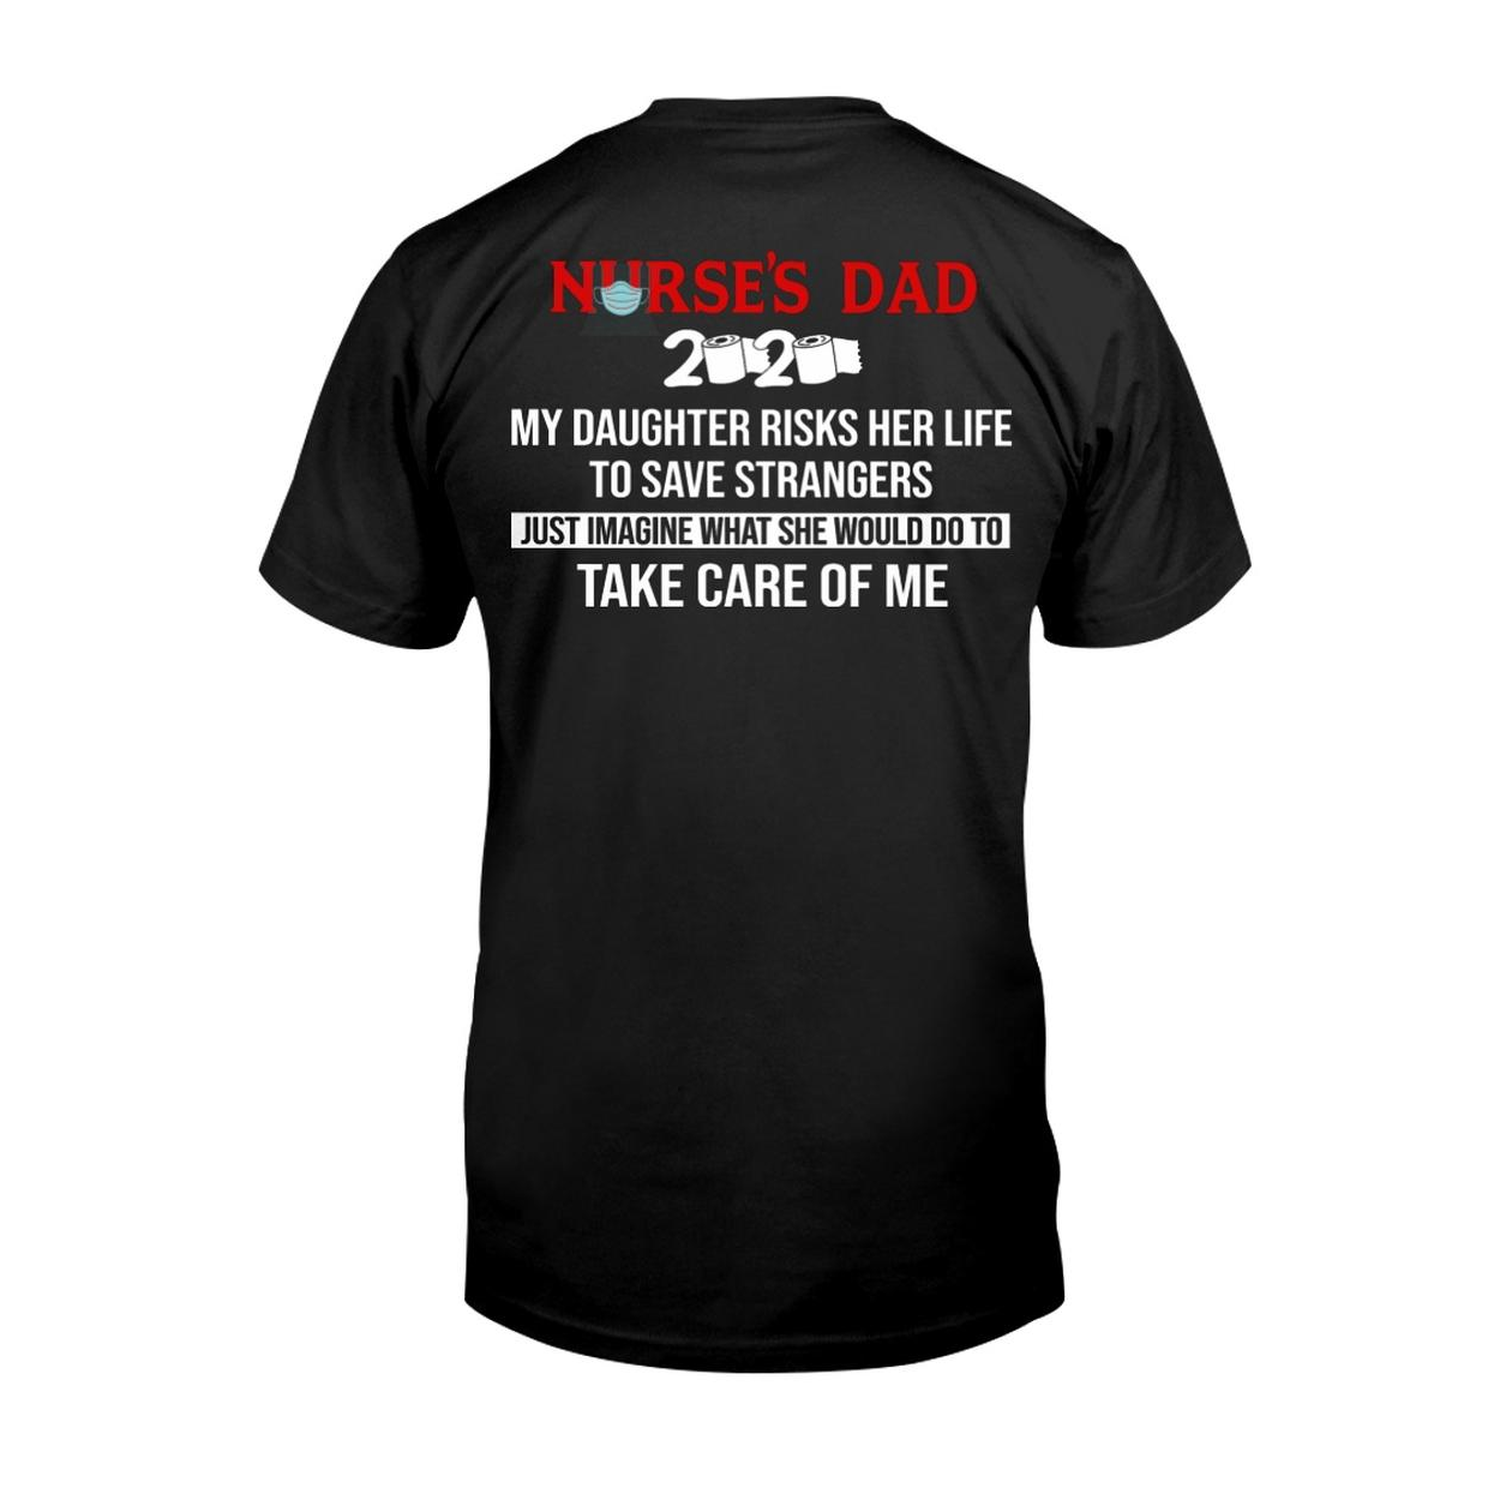 NURSE'S DAD
2020
MY DAUGHTER RISKS HER LIFE
TO SAVE STRANGERS
JUST IMAGINE WHAT SHE WOULD DO TO
TAKE CARE OF ME